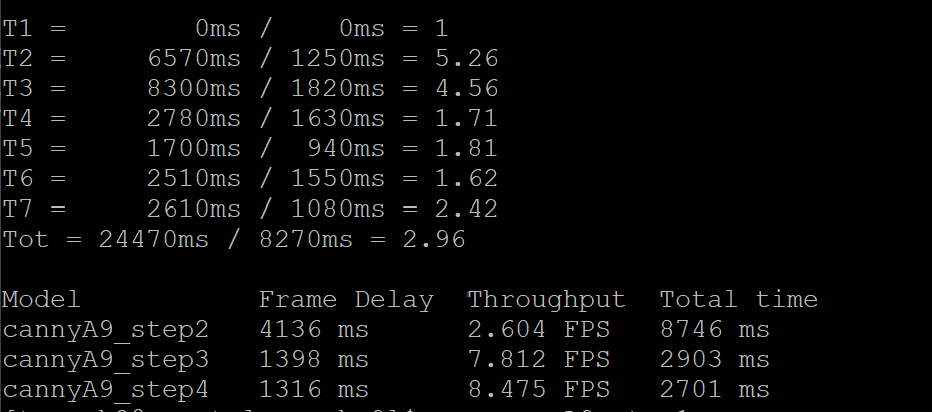 T1 =        0ms /    0ms = 1
T2 =     6570ms / 1250ms = 5.26
T3 =     8300ms / 1820ms = 4.56
T4 =     2780ms / 1630ms = 1.71
T5 =     1700ms /  940ms = 1.81
T6 =     2510ms / 1550ms = 1.62
T7 =     2610ms / 1080ms = 2.42
Tot = 24470ms / 8270ms = 2.96
Model           Frame Delay  Throughput  Total time
cannyA9_step2   4136 ms      2.604 FPS   8746 ms
cannyA9_step3   1398 ms      7.812 FPS   2903 ms
cannyA9_step4   1316 ms      8.475 FPS   2701 ms